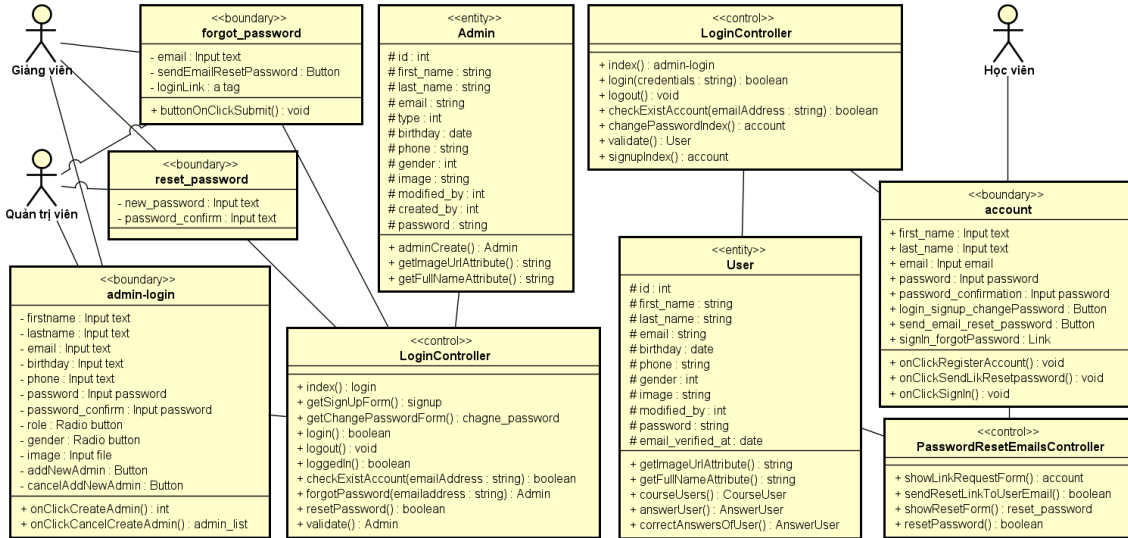 Giảng viên
Quản trị viên
<<boundary>>
forgot_password
- email : Input text
- sendEmailResetPassword : Button
- loginLink : a tag
+ buttonOnClickSubmit() : void
<<boundary>>
reset_password
- new_password : Input text
- password_confirm : Input text
<<boundary>>
admin-login
- firstname : Input text
- lastname : Input text
- email : Input text
- birthday : Input text
- phone : Input text
- password : Input password
- password_confirm : Input password
- role : Radio button
- gender : Radio button
- image : Input file
- addNewAdmin : Button
- cancelAddNewAdmin : Button
+ onClickCreateAdmin() : int
+ onClickCancelCreateAdmin() : admin_list
<<entity>>
Admin
# id : int
# first_name : string
# last_name : string
# email : string
# type : int
# birthday : date
# phone : string
# gender : int
# image : string
# modified_by : int
# created_by : int
# password : string
+ adminCreate() : Admin
+ getImageUrlAttribute() : string
+ getFullNameAttribute() : string
<<control>>
LoginController
+ index() : login
+ getSignUpForm() : signup
+ getChangePasswordForm() : chagne_password
+ login() : boolean
+ logout() : void
+ loggedIn() : boolean
+ checkExistAccount(emailAddress : string) : boolean
+ forgotPassword(emailaddress : string) : Admin
+ resetPassword() : boolean
+ validate() : Admin
<<control>>
LoginController
+ index() : admin-login
+ login(credentials : string) : boolean
+ logout() : void
+ checkExistAccount(emailAddress : string) : boolean
+ changePasswordIndex() : account
+ validate() : User
+ signupIndex() : account
<<entity>>
User
# id : int
# first_name : string
# last_name : string
# email : string
# birthday : date
# phone : string
# gender : int
# image : string
# modified_by : int
# password : string
# email_verified_at : date
+ getImageUrlAttribute() : string
+ getFullNameAttribute() : string
+ courseUsers() : CourseUser
+ answerUser() : AnswerUser
+ correctAnswersOfUser() : AnswerUser
Học viên
<<boundary>>
account
+ first_name : Input text
+ last_name : Input text
+ email : Input email
+ password : Input password
+ password_confirmation : Input password
+ login_signup_changePassword : Button
+ send_email_reset_password : Button
+ signIn_forgotPassword : Link
+ onClickRegisterAccount() : void
+ onClickSendLikResetpassword() : void
+ onClickSignIn() : void
<<control>>
PasswordResetEmailsController
+ showLinkRequestForm() : account
+ sendResetLinkToUserEmail() : boolean
+ showResetForm() : reset_password
+ resetPassword() : boolean